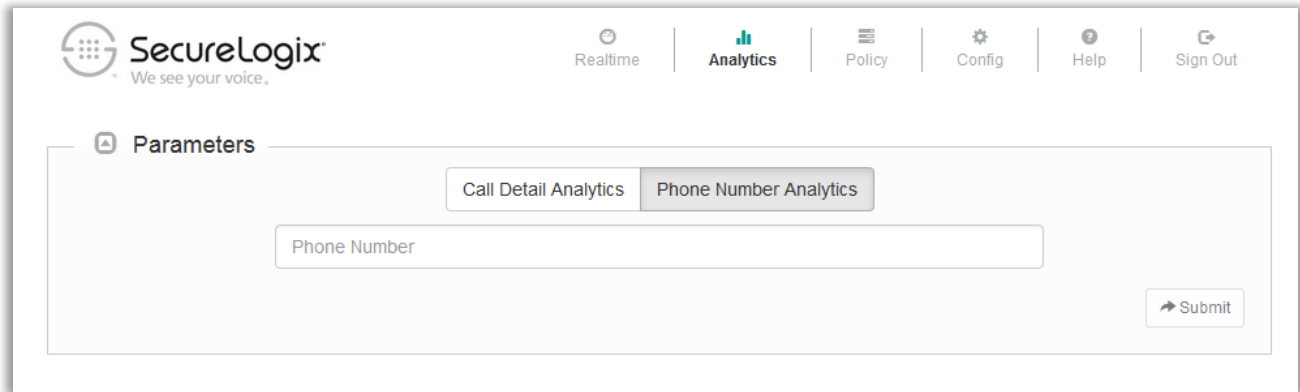 SecureLogix
We see your voice.
Realtime
Analytics
Policy
Config
Help
Sign Out
Parameters
Call Detail Analytics
Phone Number Analytics
Phone Number
Submit